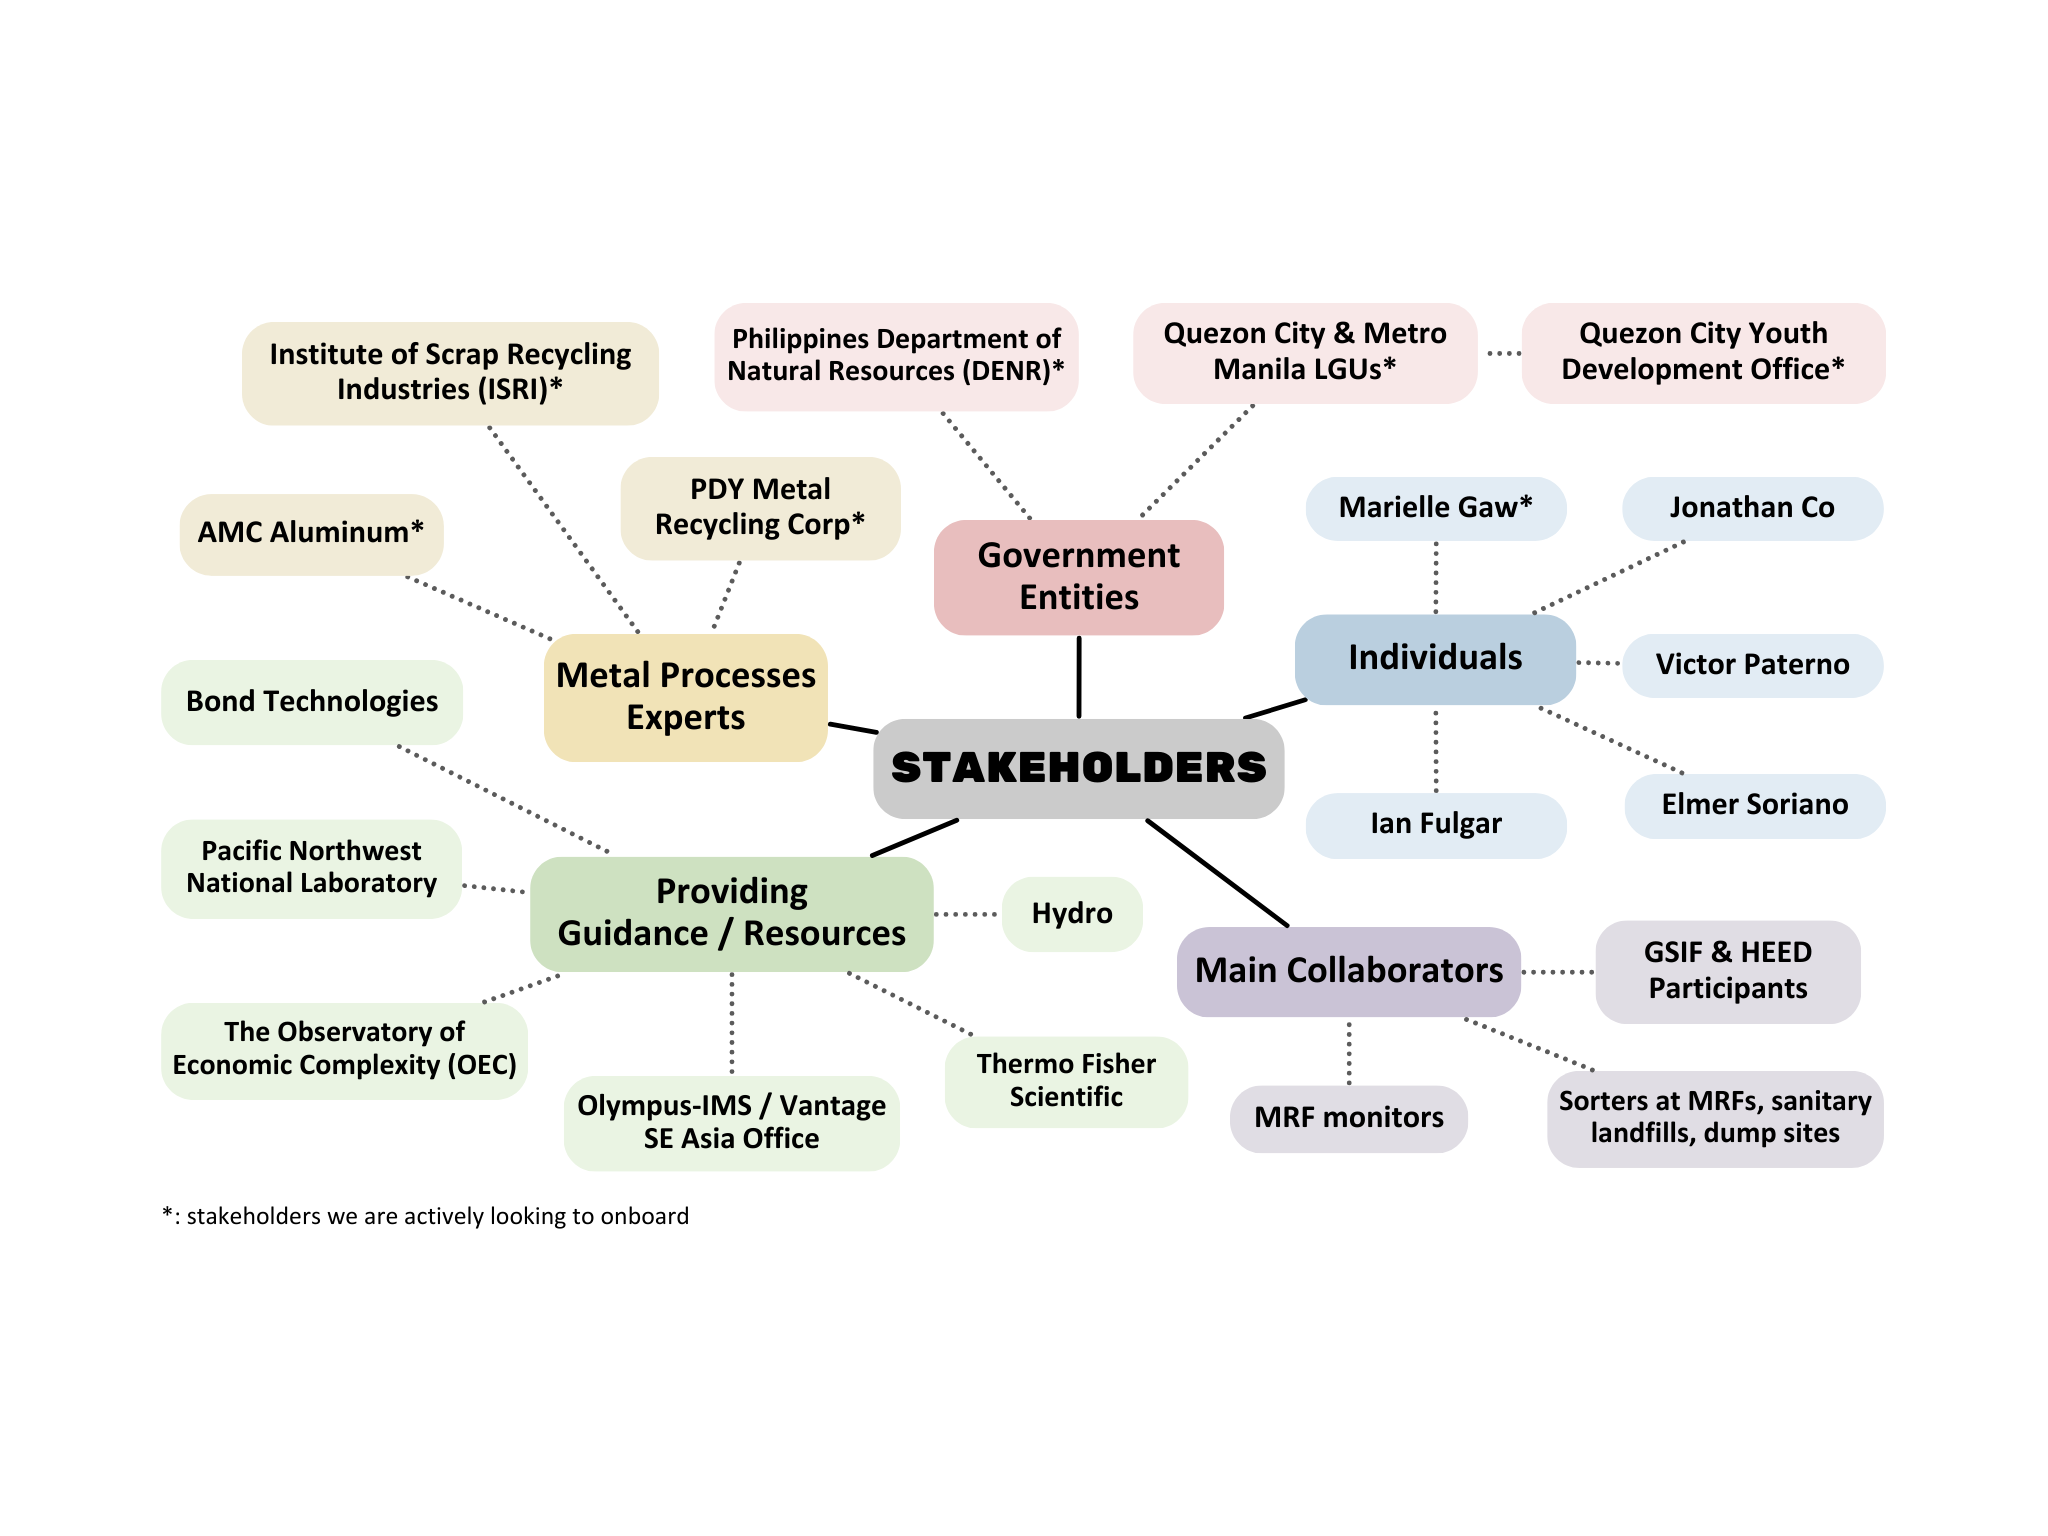 Institute of Scrap Recycling
Industries (ISRI)*
Philippines Department of
Natural Resources (DENR)*
Quezon City & Metro
Manila LGUs*
Quezon City Youth
Development Office*
AMC Aluminum*
PDY Metal
Recycling Corp*
Government
Entities
Marielle Gaw*
Jonathan Co
Metal Processes
Experts
Individuals
Victor Paterno
Bond Technologies
STAKEHOLDERS
Ian Fulgar
Elmer Soriano
Pacific Northwest
National Laboratory
Providing
Guidance / Resources
Hydro
Main Collaborators
GSIF & HEED
Participants
The Observatory of
Economic Complexity (OEC)
Olympus-IMS / Vantage
SE Asia Office
Thermo Fisher
Scientific
MRF monitors
Sorters at MRFs, sanitary
landfills, dump sites
*: stakeholders we are actively looking to onboard